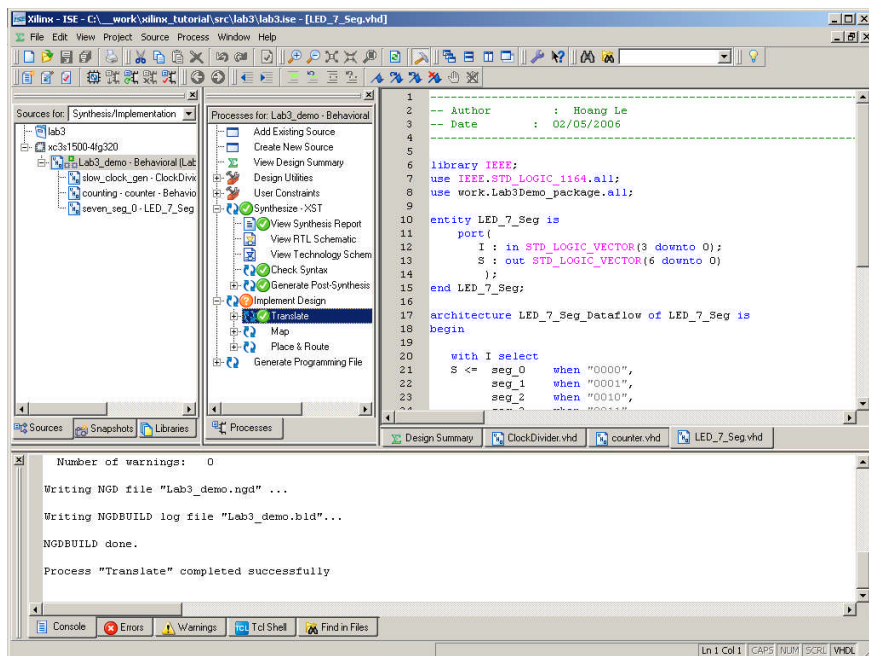 Xilinx - ISE - C:\__work\xilinx_tutorial\src\lab3\lab3.ise - [LED_7_Seg.vhd]
File Edit View Project Source Process Window Help
Sources for: Synthesis/Implementation
lab3
xc3s1500-4fg320
Lab3_demo - Behavioral (Lab
slow_clock_gen - ClockDivic
counting - counter - Behavio
seven_seg_0 - LED_7_Seg
Sources Snapshots Libraries
Processes for: Lab3_demo - Behavioral
Add Existing Source
Create New Source
View Design Summary
Design Utilities
User Constraints
Synthesize - XST
View Synthesis Report
View RTL Schematic
View Technology Schem
Check Syntax
Generate Post-Synthesis
Implement Design
Translate
Map
Place & Route
Generate Programming File
Processes
1 --------------------------------------------------------------
2 -- Author : Hoang Le
3 -- Date : 02/05/2006
4 --------------------------------------------------------------
5
6 library IEEE;
7 use IEEE.STD_LOGIC_1164.all;
8 use work.Lab3Demo_package.all;
9
10 entity LED_7_Seg is
11 port(
12 I : in STD_LOGIC_VECTOR(3 downto 0);
13 S : out STD_LOGIC_VECTOR(6 downto 0)
14 );
15 end LED_7_Seg;
16
17 architecture LED_7_Seg_Dataflow of LED_7_Seg is
18 begin
19
20 with I select
21 S <= seg_0 when "0000",
22 seg_1 when "0001",
23 seg_2 when "0010",
Design Summary ClockDivider.vhd counter.vhd LED_7_Seg.vhd
Number of warnings: 0
Writing NGD file "Lab3_demo.ngd" ...
Writing NGDBUILD log file "Lab3_demo.bld"...
NGDBUILD done.
Process "Translate" completed successfully
Console Errors Warnings Tcl Shell Find in Files
Ln 1 Col 1 CAPS NUM SCRL VHDL